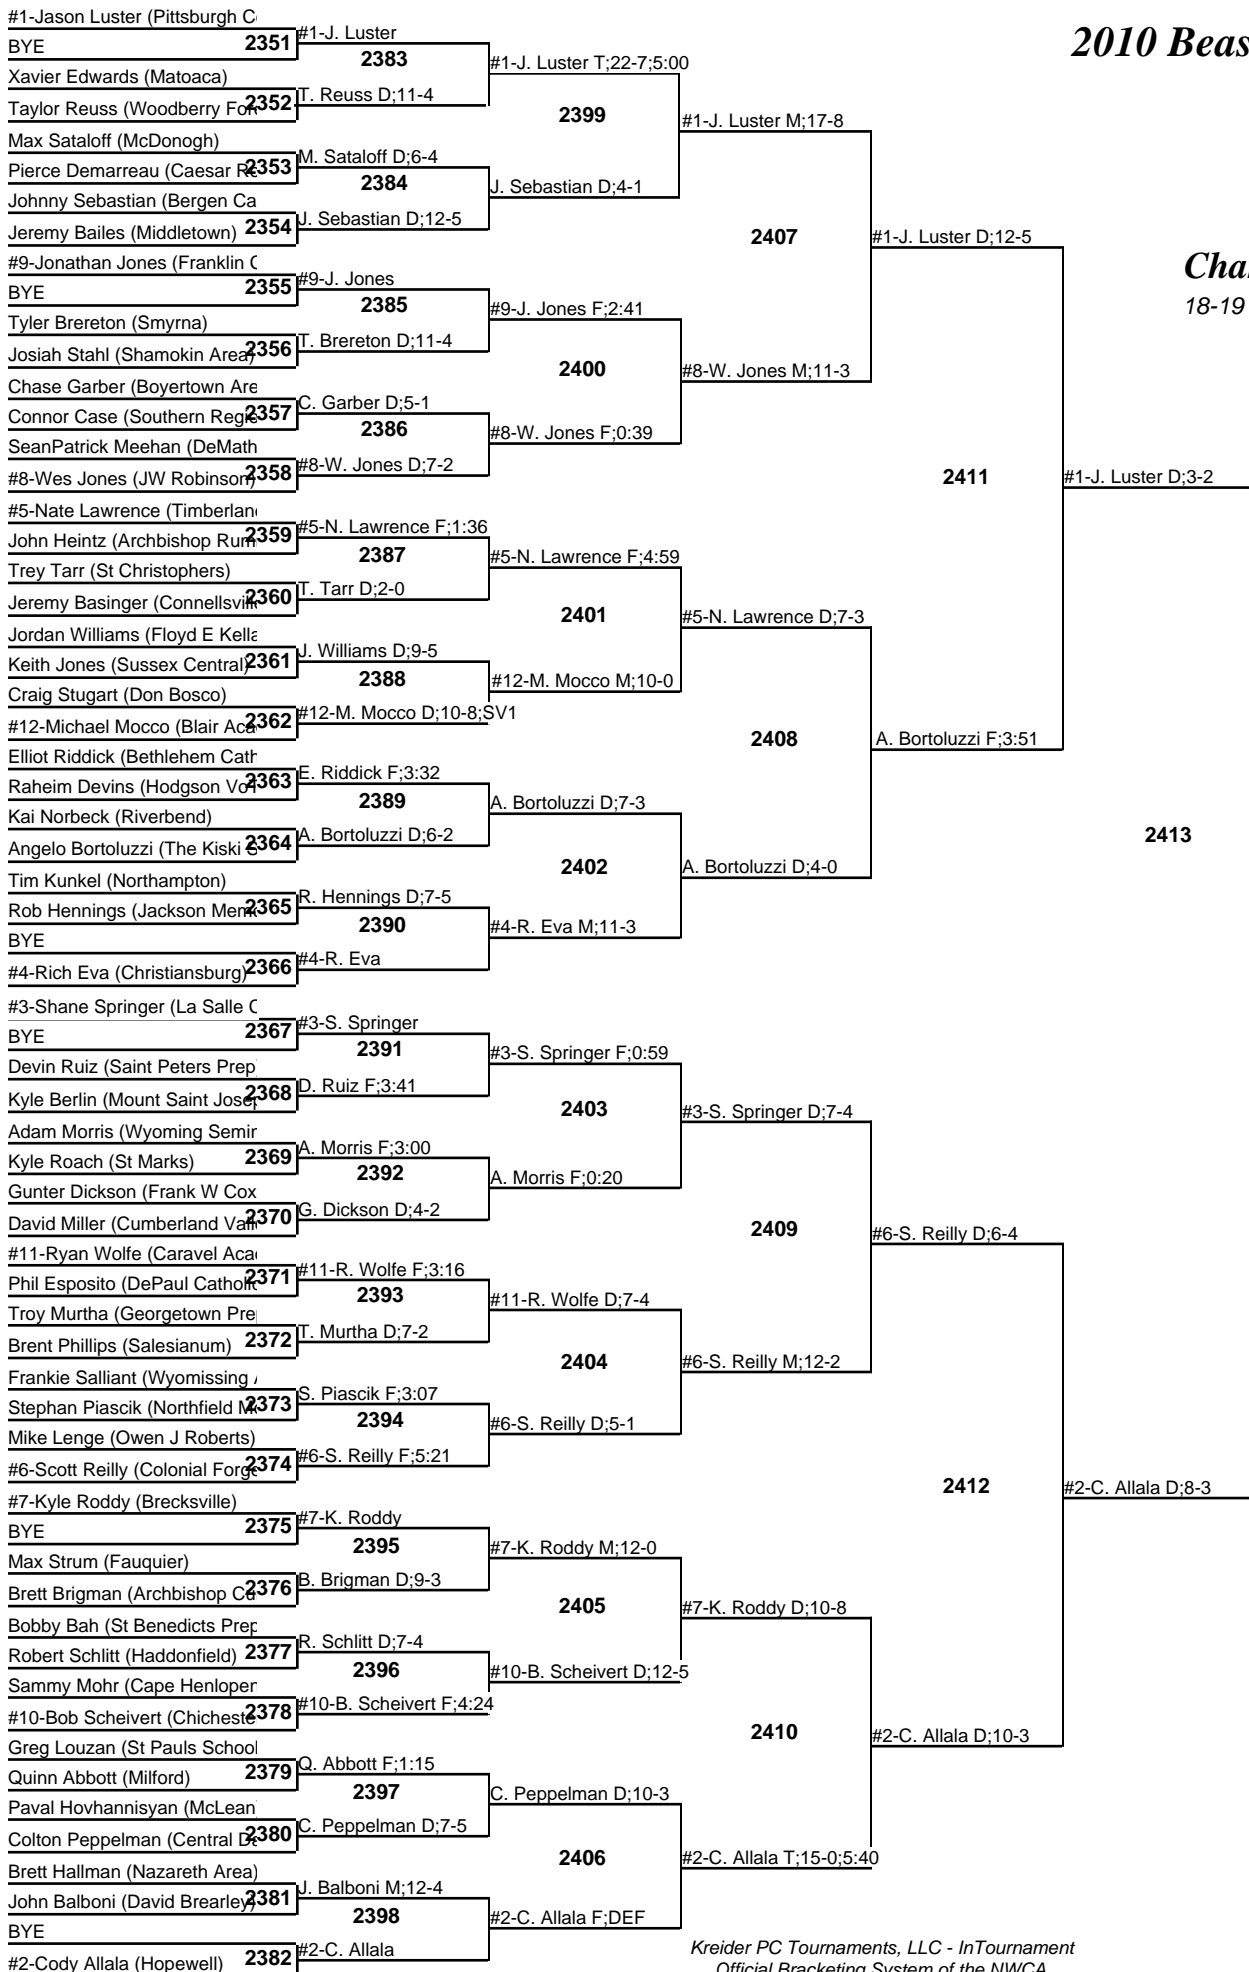 #1-Jason Luster (Pittsburgh C
BYE
2351
Xavier Edwards (Matoaca)
Taylor Reuss (Woodberry For
2352
Max Sataloff (McDonogh)
Pierce Demarreau (Caesar R
2353
Johnny Sebastian (Bergen Ca
Jeremy Bailes (Middletown)
2354
#9-Jonathan Jones (Franklin
BYE
2355
Tyler Brereton (Smyrna)
Josiah Stahl (Shamokin Area)
2356
Chase Garber (Boyertown Are
Connor Case (Southern Regi
2357
SeanPatrick Meehan (DeMath
#8-Wes Jones (JW Robinson)
2358
#5-Nate Lawrence (Timberlan
John Heintz (Archbishop Rum
2359
Trey Tarr (St Christophers)
Jeremy Basinger (Connellsvill
2360
Jordan Williams (Floyd E Kella
Keith Jones (Sussex Central)
2361
Craig Stugart (Don Bosco)
#12-Michael Mocco (Blair Aca
2362
Elliot Riddick (Bethlehem Cath
Raheim Devins (Hodgson Vo
2363
Kai Norbeck (Riverbend)
Angelo Bortoluzzi (The Kiski S
2364
Tim Kunkel (Northampton)
Rob Hennings (Jackson Mem
2365
BYE
#4-Rich Eva (Christiansburg)
2366
#3-Shane Springer (La Salle C
BYE
2367
Devin Ruiz (Saint Peters Prep)
Kyle Berlin (Mount Saint Josep
2368
Adam Morris (Wyoming Semir
Kyle Roach (St Marks)
2369
Gunter Dickson (Frank W Cox
David Miller (Cumberland Vall
2370
#11-Ryan Wolfe (Caravel Aca
Phil Esposito (DePaul Catholic
2371
Troy Murtha (Georgetown Pre
Brent Phillips (Salesianum)
2372
Frankie Salliant (Wyomissing
Stephan Piascik (Northfield M
2373
Mike Lenge (Owen J Roberts)
#6-Scott Reilly (Colonial Forge
2374
#7-Kyle Roddy (Brecksville)
BYE
2375
Max Strum (Fauquier)
Brett Brigman (Archbishop Cu
2376
Bobby Bah (St Benedicts Prep
Robert Schlitt (Haddonfield)
2377
Sammy Mohr (Cape Henlopen
#10-Bob Scheivert (Chicheste
2378
Greg Louzan (St Pauls School
Quinn Abbott (Milford)
2379
Paval Hovhannisyan (McLean)
Colton Peppelman (Central Da
2380
Brett Hallman (Nazareth Area)
John Balboni (David Brearley)
2381
BYE
#2-Cody Allala (Hopewell)
2382
#1-J. Luster
2383
T. Reuss D;11-4
M. Sataloff D;6-4
2384
J. Sebastian D;12-5
#9-J. Jones
2385
T. Brereton D;11-4
C. Garber D;5-1
2386
#8-W. Jones D;7-2
#5-N. Lawrence F;1:36
2387
T. Tarr D;2-0
J. Williams D;9-5
2388
#12-M. Mocco D;10-8;SV1
E. Riddick F;3:32
2389
A. Bortoluzzi D;6-2
R. Hennings D;7-5
2390
#4-R. Eva
#3-S. Springer
2391
D. Ruiz F;3:41
A. Morris F;3:00
2392
G. Dickson D;4-2
#11-R. Wolfe F;3:16
2393
T. Murtha D;7-2
S. Piascik F;3:07
2394
#6-S. Reilly F;5:21
#7-K. Roddy
2395
B. Brigman D;9-3
R. Schlitt D;7-4
2396
#10-B. Scheivert F;4:24
Q. Abbott F;1:15
2397
C. Peppelman D;7-5
J. Balboni M;12-4
2398
#2-C. Allala
#1-J. Luster T;22-7;5:00
2399
J. Sebastian D;4-1
#9-J. Jones F;2:41
2400
#8-W. Jones F;0:39
#5-N. Lawrence F;4:59
2401
#12-M. Mocco M;10-0
A. Bortoluzzi D;7-3
2402
#4-R. Eva M;11-3
#3-S. Springer F;0:59
2403
A. Morris F;0:20
#11-R. Wolfe D;7-4
2404
#6-S. Reilly D;5-1
#7-K. Roddy M;12-0
2405
#10-B. Scheivert D;12-5
C. Peppelman D;10-3
2406
#2-C. Allala F;DEF
#1-J. Luster M;17-8
2407
#8-W. Jones M;11-3
#5-N. Lawrence D;7-3
2408
A. Bortoluzzi D;4-0
#3-S. Springer D;7-4
2409
#6-S. Reilly M;12-2
#7-K. Roddy D;10-8
2410
#2-C. Allala T;15-0;5:40
#1-J. Luster D;12-5
2411
A. Bortoluzzi F;3:51
#6-S. Reilly D;6-4
2412
#2-C. Allala D;10-3
#1-J. Luster D;3-2
2413
#2-C. Allala D;8-3
2010 Beas
Cha
18-19
Kreider PC Tournaments, LLC - InTournament
Official Bracketing System of the NWCA